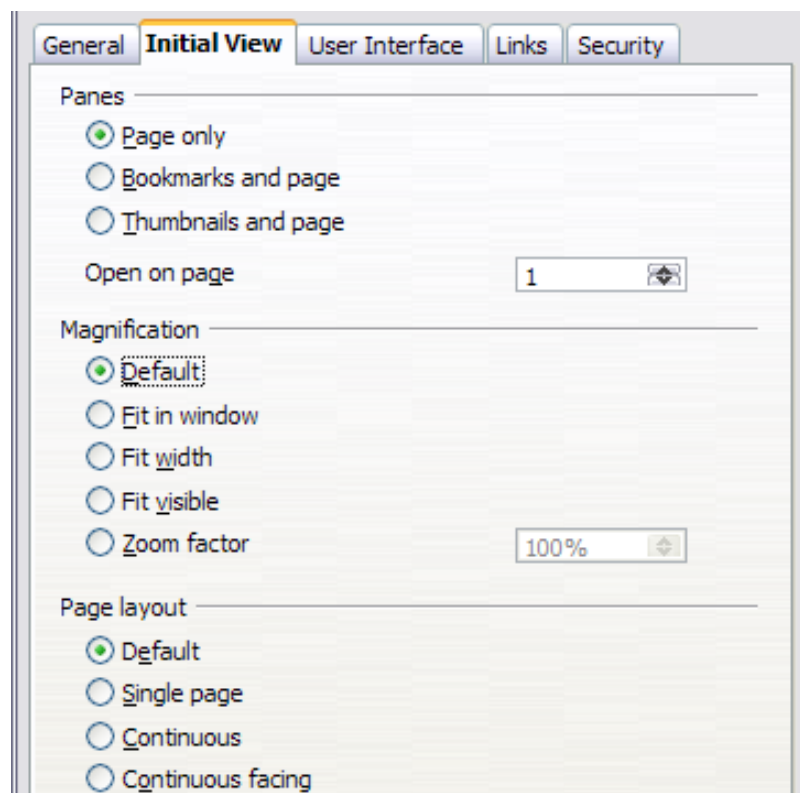 General Initial View User Interface Links Security
Panes
Page only
Bookmarks and page
Thumbnails and page
Open on page 1
Magnification
Default
Fit in window
Fit width
Fit visible
Zoom factor 100%
Page layout
Default
Single page
Continuous
Continuous facing